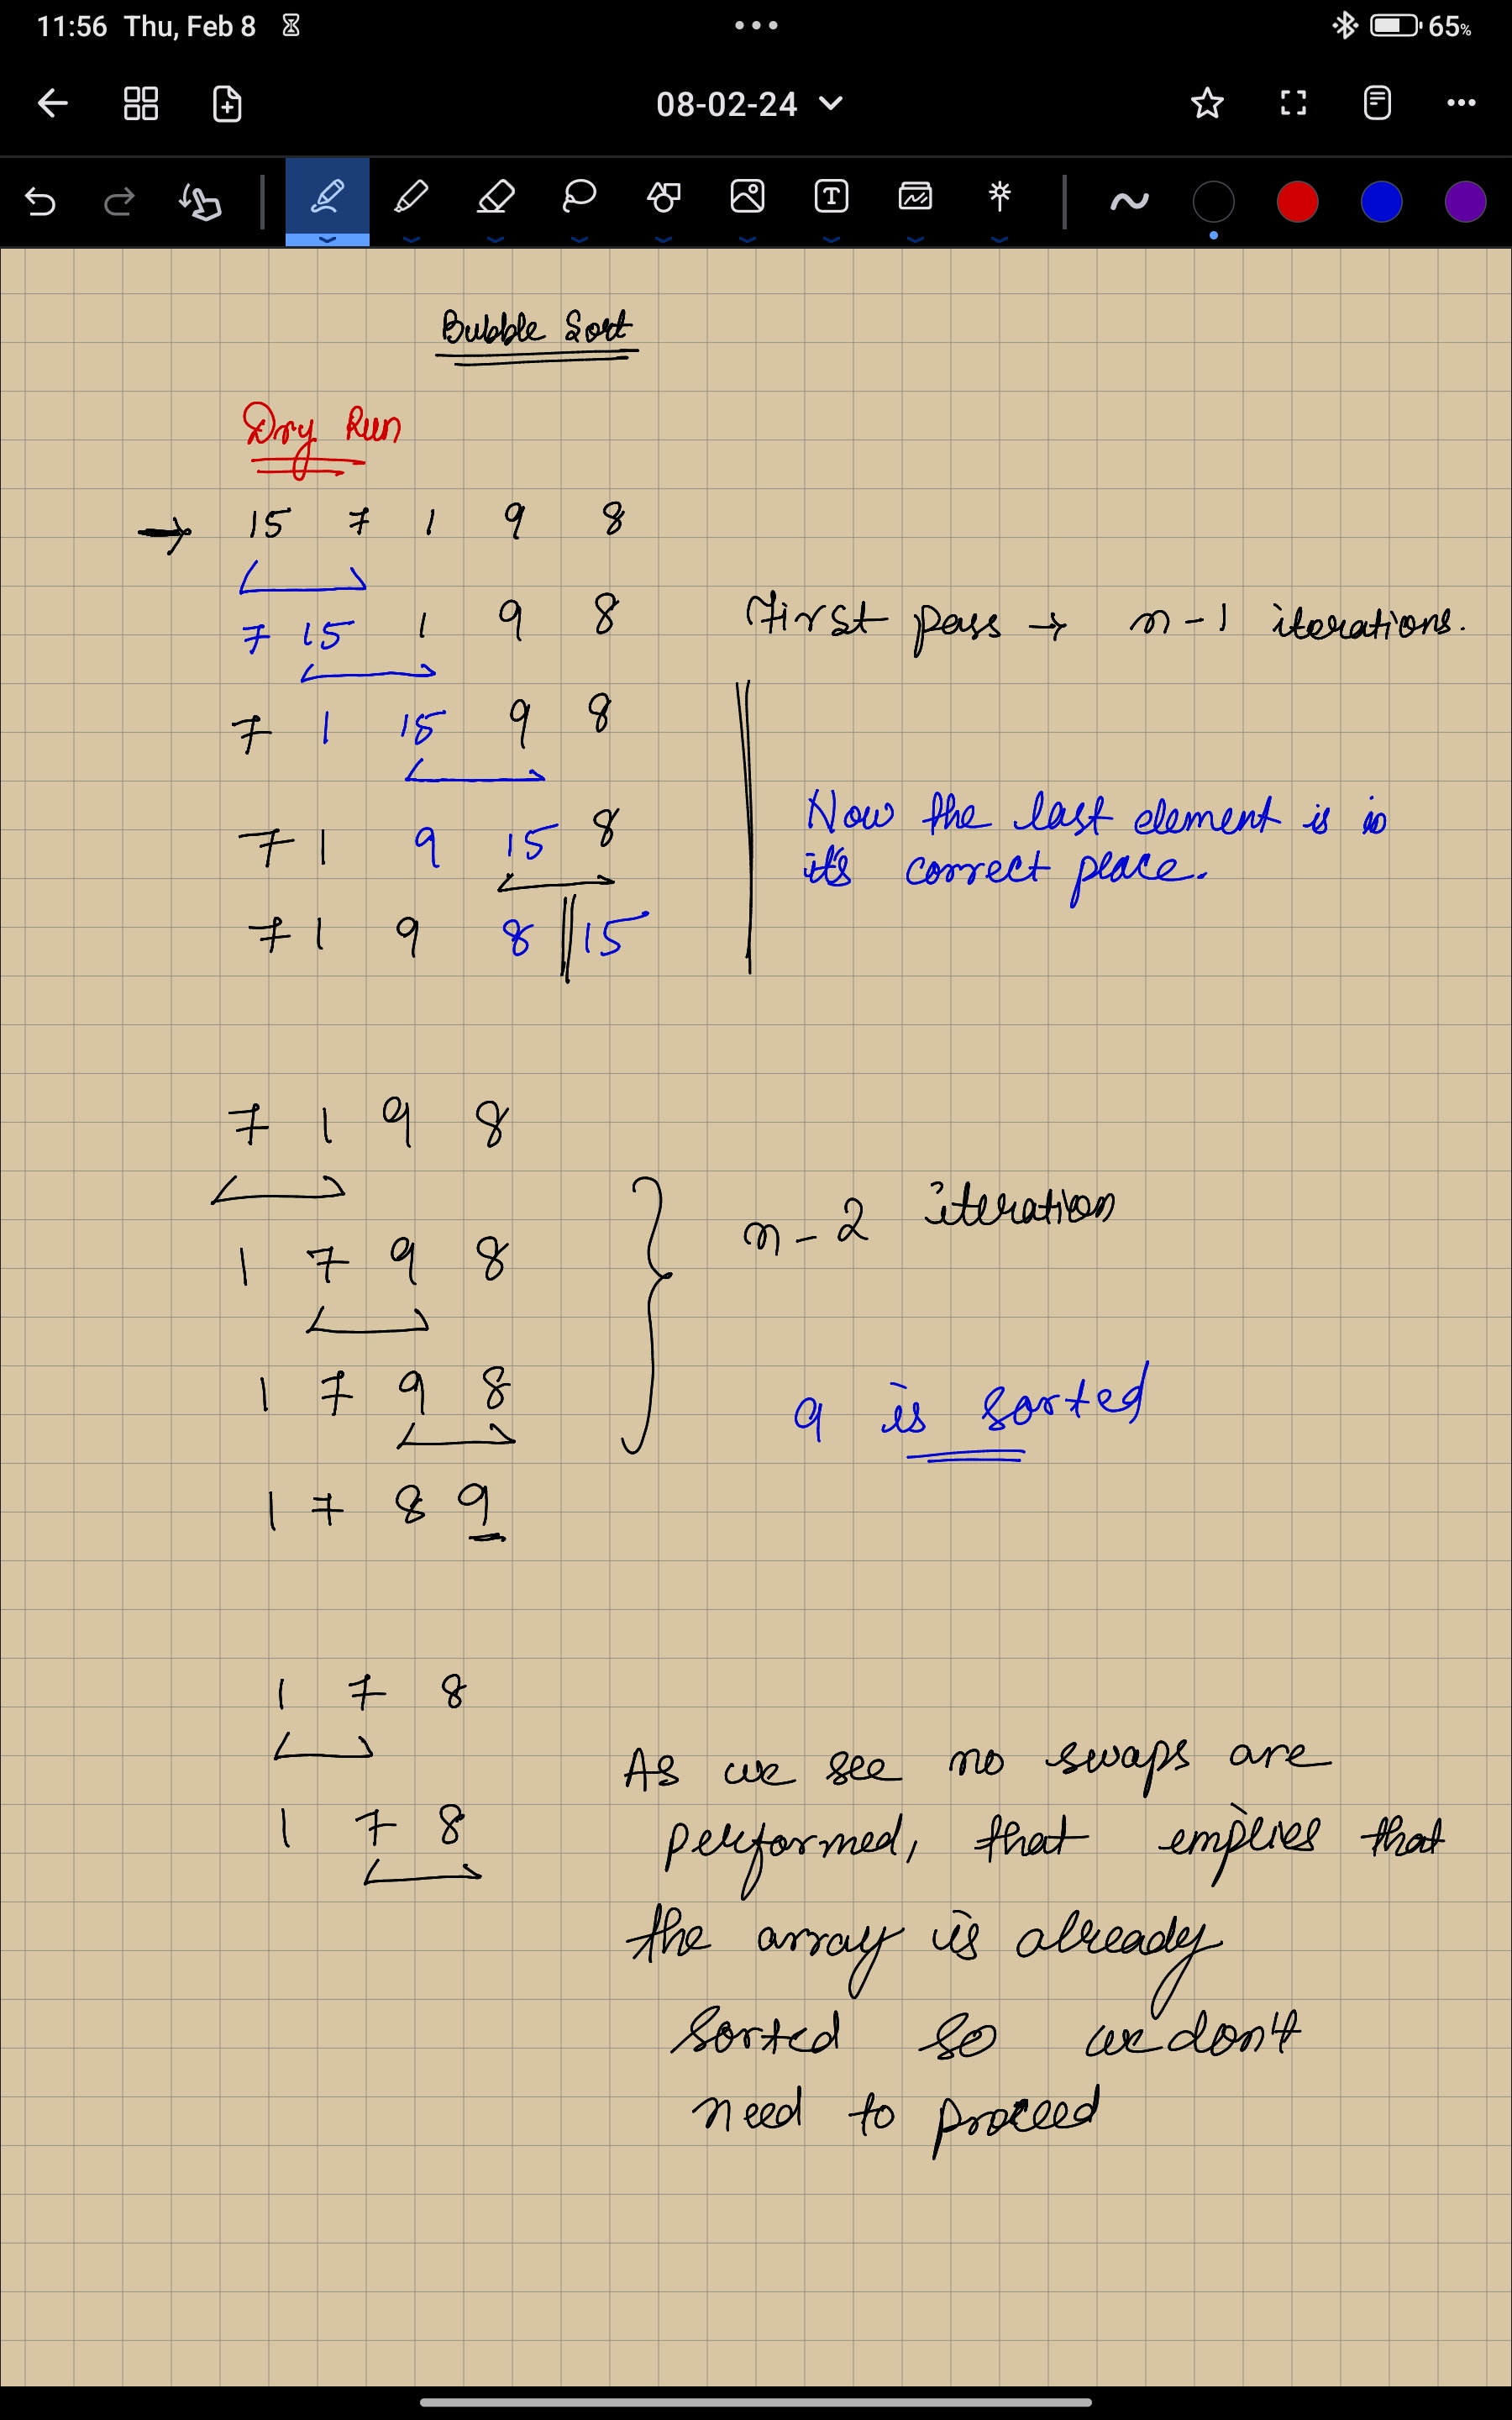 11:56 Thu, Feb 8
65%
08-02-24
Bubble Sort
Dry Run
→ 15 7 1 9 8
7 15 1 9 8
First pass → n-1 iterations.
7 1 15 9 8
7 1 9 15 8
Now the last element is in
it's correct place.
7 1 9 8 || 15
7 1 9 8
1 7 9 8
n-2 iteration
1 7 9 8
9 is sorted
1 7 8 9
1 7 8
1 7 8
As we see no swaps are
performed, that implies that
the array is already
sorted so we don't
need to proceed